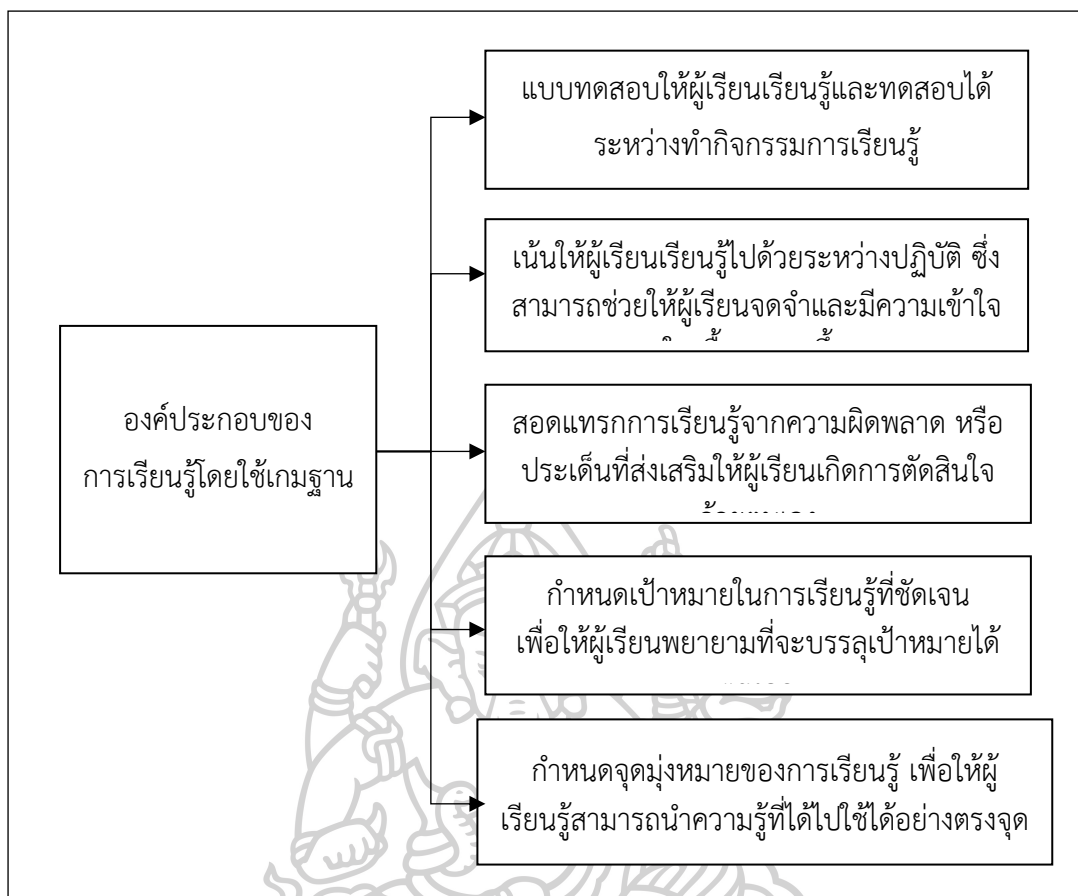 องค์ประกอบของ
การเรียนรู้โดยใช้เกมฐาน
แบบทดสอบให้ผู้เรียนเรียนรู้และทดสอบได้
ระหว่างทำกิจกรรมการเรียนรู้
เน้นให้ผู้เรียนเรียนรู้ไปด้วยระหว่างปฏิบัติ ซึ่ง
สามารถช่วยให้ผู้เรียนจดจำและมีความเข้าใจ
สอดแทรกการเรียนรู้จากความผิดพลาด หรือ
ประเด็นที่ส่งเสริมให้ผู้เรียนเกิดการตัดสินใจ
กำหนดเป้าหมายในการเรียนรู้ที่ชัดเจน
เพื่อให้ผู้เรียนพยายามที่จะบรรลุเป้าหมายได้
กำหนดจุดมุ่งหมายของการเรียนรู้ เพื่อให้ผู้
เรียนรู้สามารถนำความรู้ที่ได้ไปใช้ได้อย่างตรงจุด